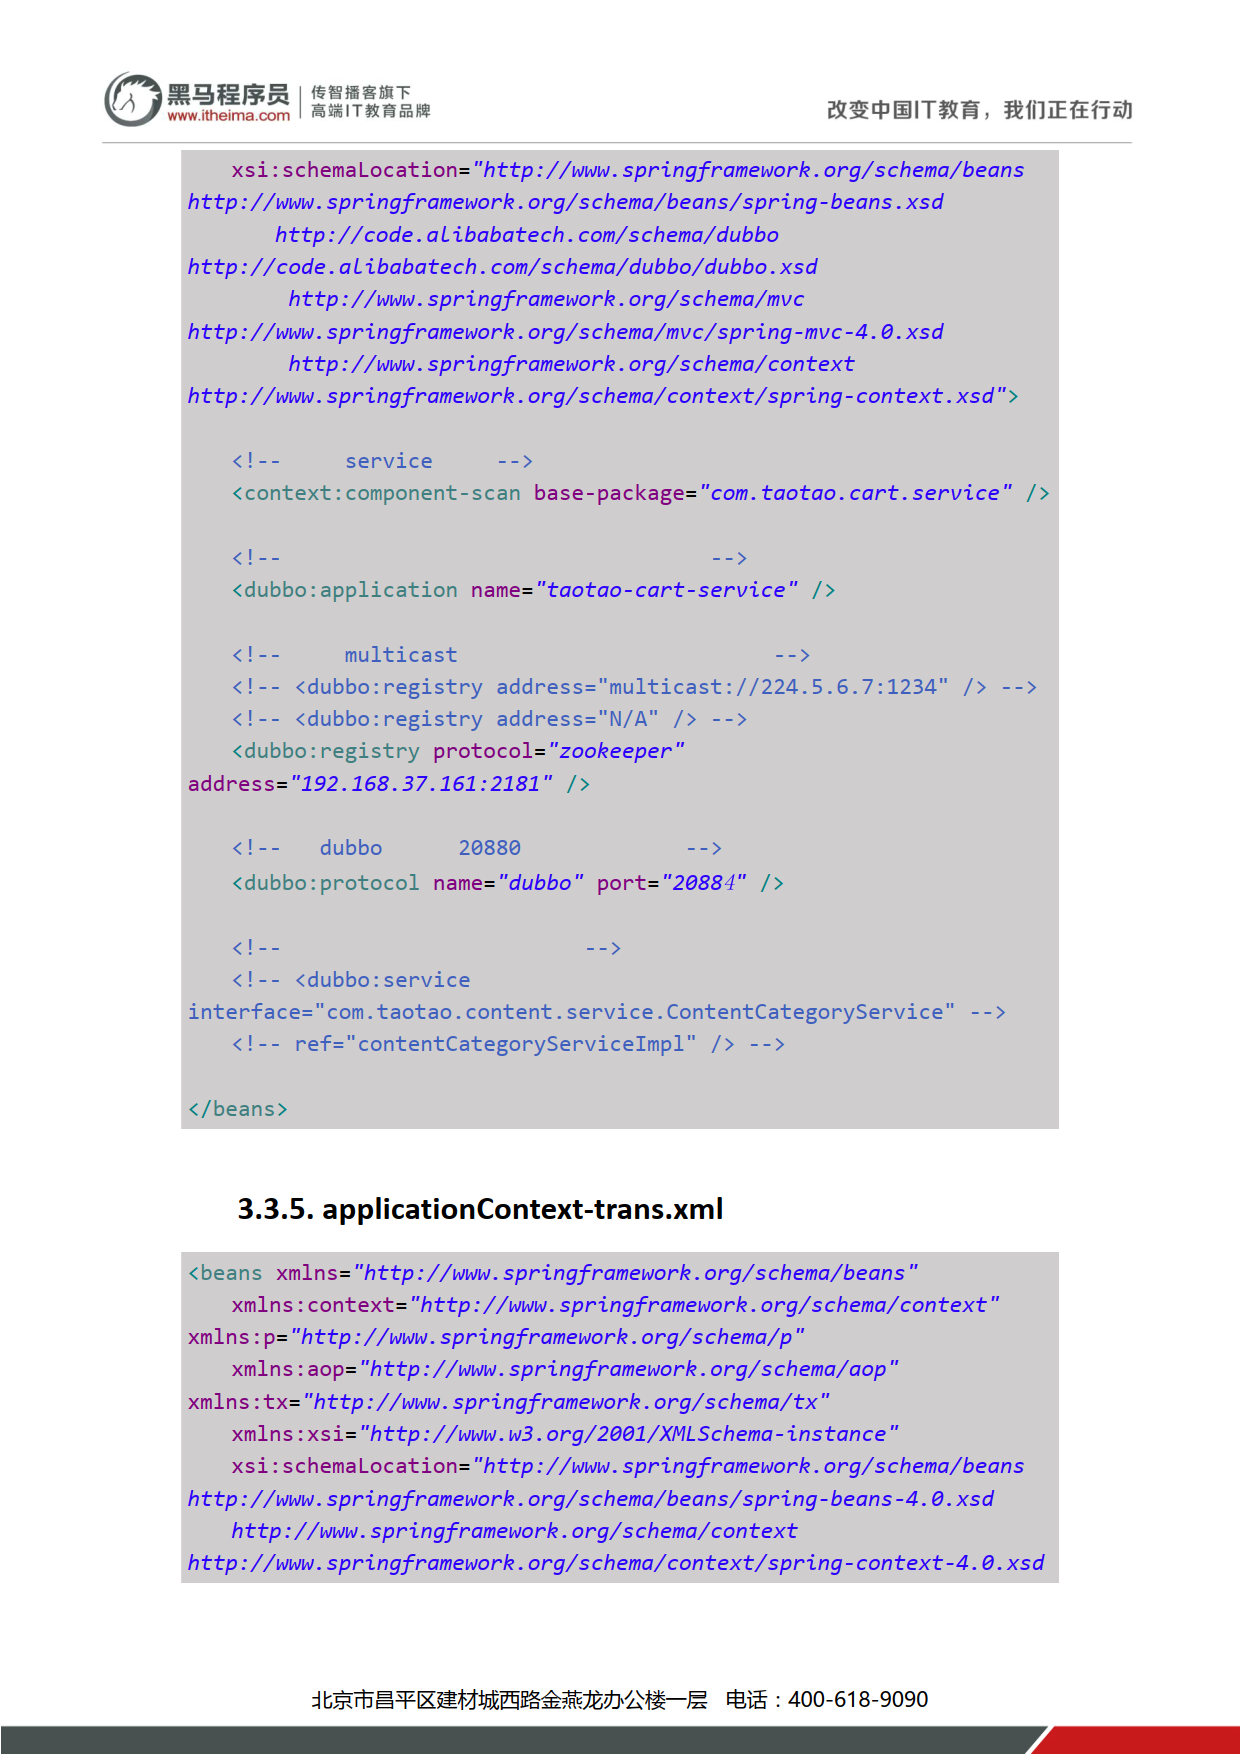 黑马程序员
www.itheima.com
传智播客旗下
高端IT教育品牌
改变中国IT教育，我们正在行动
xsi:schemaLocation="http://www.springframework.org/schema/beans
http://www.springframework.org/schema/beans/spring-beans.xsd
http://code.alibabatech.com/schema/dubbo
http://code.alibabatech.com/schema/dubbo/dubbo.xsd
http://www.springframework.org/schema/mvc
http://www.springframework.org/schema/mvc/spring-mvc-4.0.xsd
http://www.springframework.org/schema/context
http://www.springframework.org/schema/context/spring-context.xsd">
<!-- service -->
<context:component-scan base-package="com.taotao.cart.service" />
<!-- -->
<dubbo:application name="taotao-cart-service" />
<!-- multicast -->
<!-- <dubbo:registry address="multicast://224.5.6.7:1234" /> -->
<!-- <dubbo:registry address="N/A" /> -->
<dubbo:registry protocol="zookeeper"
address="192.168.37.161:2181" />
<!-- dubbo 20880 -->
<dubbo:protocol name="dubbo" port="20884" />
<!-- -->
<!-- <dubbo:service
interface="com.taotao.content.service.ContentCategoryService" -->
<!-- ref="contentCategoryServiceImpl" /> -->
</beans>
3.3.5. applicationContext-trans.xml
<beans xmlns="http://www.springframework.org/schema/beans"
xmlns:context="http://www.springframework.org/schema/context"
xmlns:p="http://www.springframework.org/schema/p"
xmlns:aop="http://www.springframework.org/schema/aop"
xmlns:tx="http://www.springframework.org/schema/tx"
xmlns:xsi="http://www.w3.org/2001/XMLSchema-instance"
xsi:schemaLocation="http://www.springframework.org/schema/beans
http://www.springframework.org/schema/beans/spring-beans-4.0.xsd
http://www.springframework.org/schema/context
http://www.springframework.org/schema/context/spring-context-4.0.xsd
北京市昌平区建材城西路金燕龙办公楼一层 电话：400-618-9090